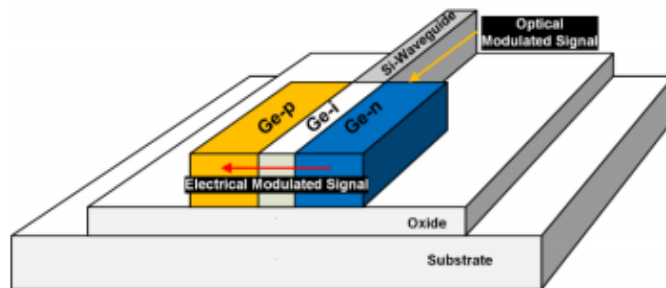 Optical
Modulated Signal
Si-Waveguide
Ge-p
Ge-i
Ge-n
Electrical Modulated Signal
Oxide
Substrate